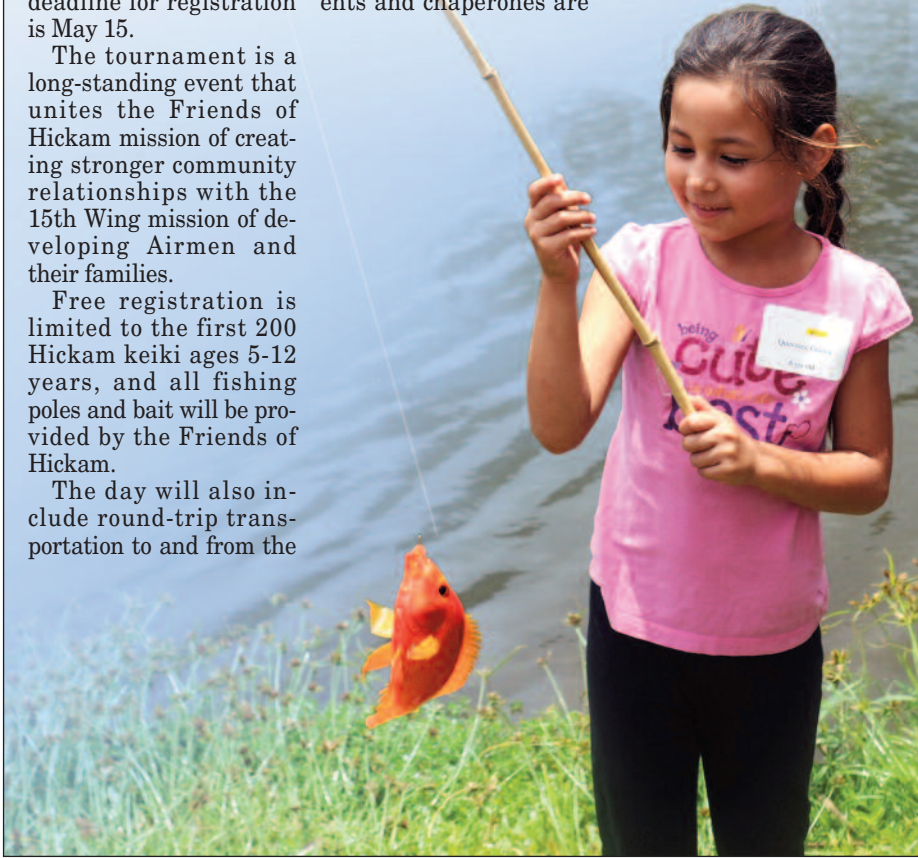 deadline for registration
is May 15.
The tournament is a
long-standing event that
unites the Friends of
Hickam mission of creat-
ing stronger community
relationships with the
15th Wing mission of de-
veloping Airmen and
their families.
Free registration is
limited to the first 200
Hickam keiki ages 5-12
years, and all fishing
poles and bait will be pro-
vided by the Friends of
Hickam.
The day will also in-
clude round-trip trans-
portation to and from the
ents and chaperones are
being
cute
best